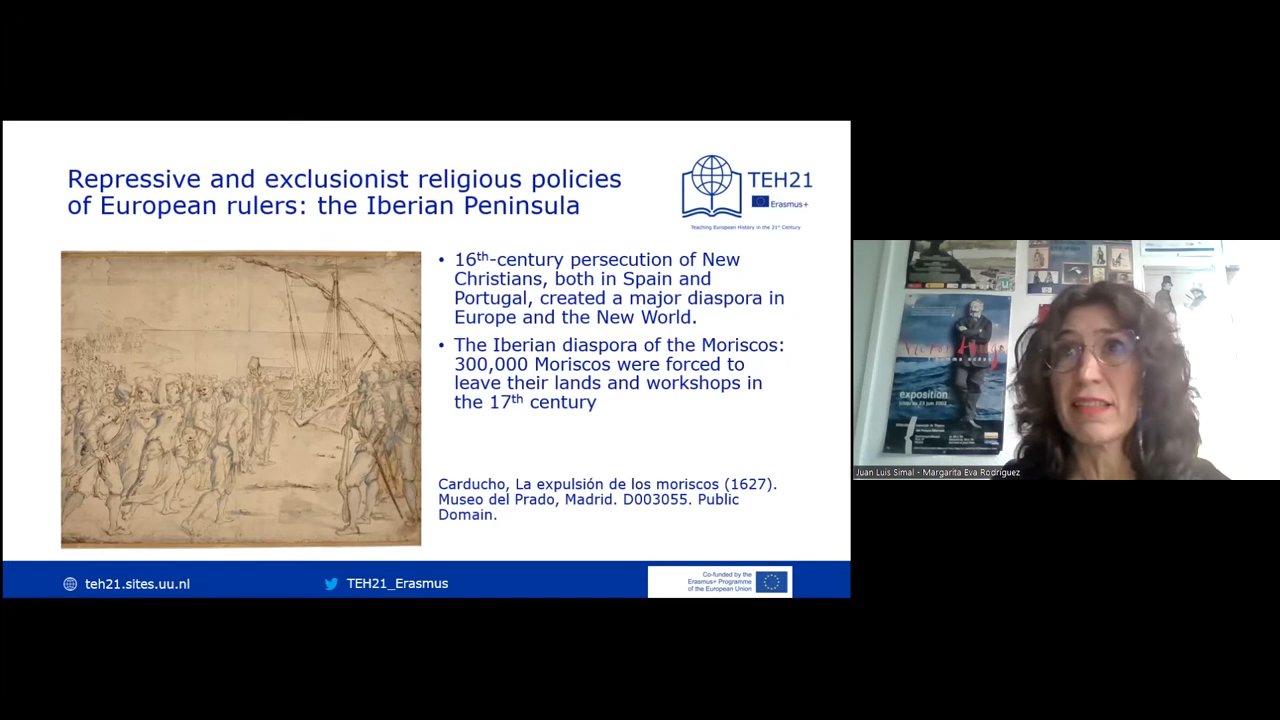 Repressive and exclusionist religious policies
of European rulers: the Iberian Peninsula
TEH21
Erasmus+
Teaching European History in the 21st Century
• 16th-century persecution of New
Christians, both in Spain and
Portugal, created a major diaspora in
Europe and the New World.
• The Iberian diaspora of the Moriscos:
300,000 Moriscos were forced to
leave their lands and workshops in
the 17th century
Carducho, La expulsión de los moriscos (1627).
Museo del Prado, Madrid. D003055. Public
Domain.
teh21.sites.uu.nl
TEH21_Erasmus
Co-funded by the
Erasmus+ Programme
of the European Union
exposition
Juan Luis Simal - Margarita Eva Rodríguez